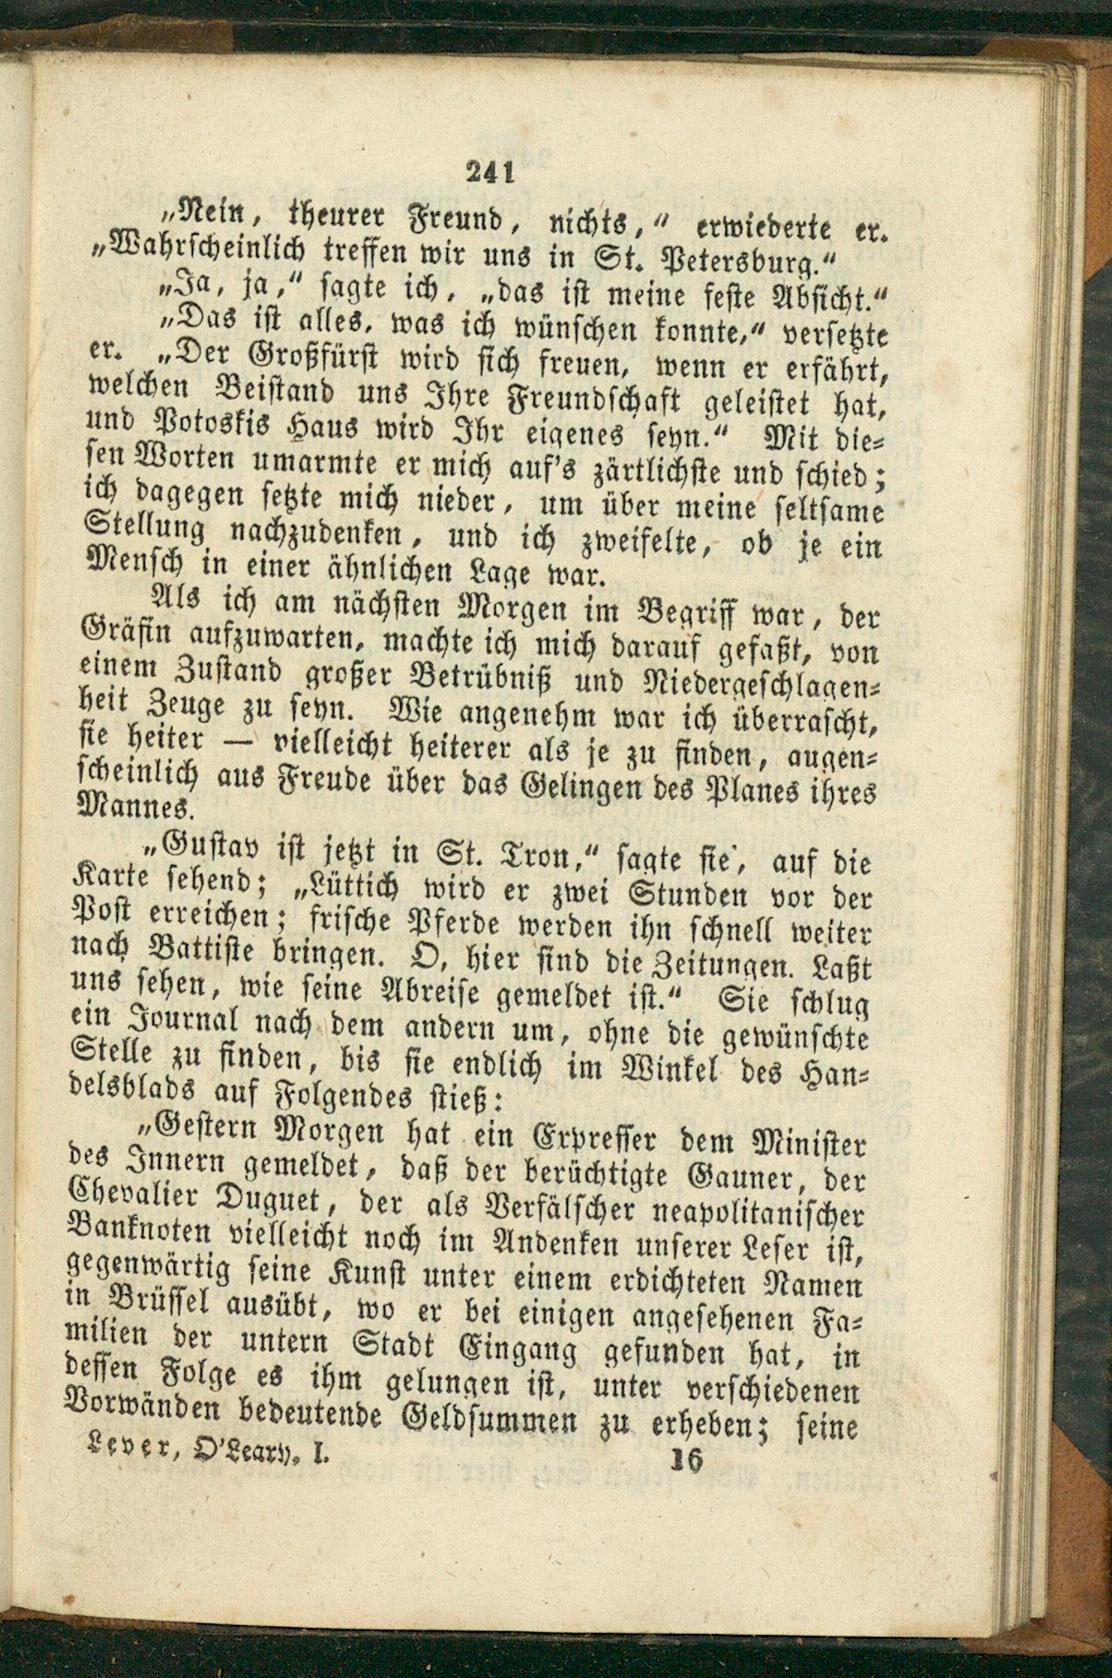 241
„Nein, theurer Freund, nichts,“ erwiederte er.
„Wahrscheinlich treffen wir uns in St. Petersburg.“
„Ja, ja,“ sagte ich, „das ist meine feste Absicht.“
„Das ist alles, was ich wünschen konnte,“ versetzte
er. „Der Großfürst wird sich freuen, wenn er erfährt,
welchen Beistand uns Ihre Freundschaft geleistet hat,
und Potoskis Haus wird Ihr eigenes seyn.“ Mit die-
sen Worten umarmte er mich auf's zärtlichste und schied;
ich dagegen setzte mich nieder, um über meine seltsame
Stellung nachzudenken, und ich zweifelte, ob je ein
Mensch in einer ähnlichen Lage war.
Als ich am nächsten Morgen im Begriff war, der
Gräfin aufzuwarten, machte ich mich darauf gefaßt, von
einem Zustand großer Betrübniß und Niedergeschlagen-
heit Zeuge zu seyn. Wie angenehm war ich überrascht,
sie heiter — vielleicht heiterer als je zu finden, augen-
scheinlich aus Freude über das Gelingen des Planes ihres
Mannes.
„Gustav ist jetzt in St. Tron,“ sagte sie, auf die
Karte sehend; „Lüttich wird er zwei Stunden vor der
Post erreichen; frische Pferde werden ihn schnell weiter
nach Battiste bringen. O, hier sind die Zeitungen. Laßt
uns sehen, wie seine Abreise gemeldet ist.“ Sie schlug
ein Journal nach dem andern um, ohne die gewünschte
Stelle zu finden, bis sie endlich im Winkel des Han-
delsblads auf Folgendes stieß:
„Gestern Morgen hat ein Erpresser dem Minister
des Innern gemeldet, daß der berüchtigte Gauner, der
Chevalier Duguet, der als Verfälscher neapolitanischer
Banknoten vielleicht noch im Andenken unserer Leser ist,
gegenwärtig seine Kunst unter einem erdichteten Namen
in Brüssel ausübt, wo er bei einigen angesehenen Fa-
milien der untern Stadt Eingang gefunden hat, in
dessen Folge es ihm gelungen ist, unter verschiedenen
Vorwänden bedeutende Geldsummen zu erheben; seine
Lever, O'Leary. I. 16